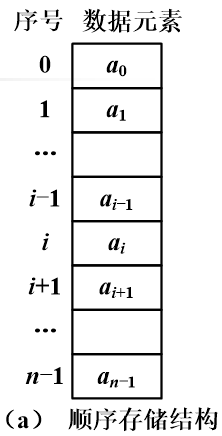 序号 数据元素
0 a₀
1 a₁
...
i−1 aᵢ₋₁
i aᵢ
i+1 aᵢ₊₁
...
n−1 aₙ₋₁
（a） 顺序存储结构